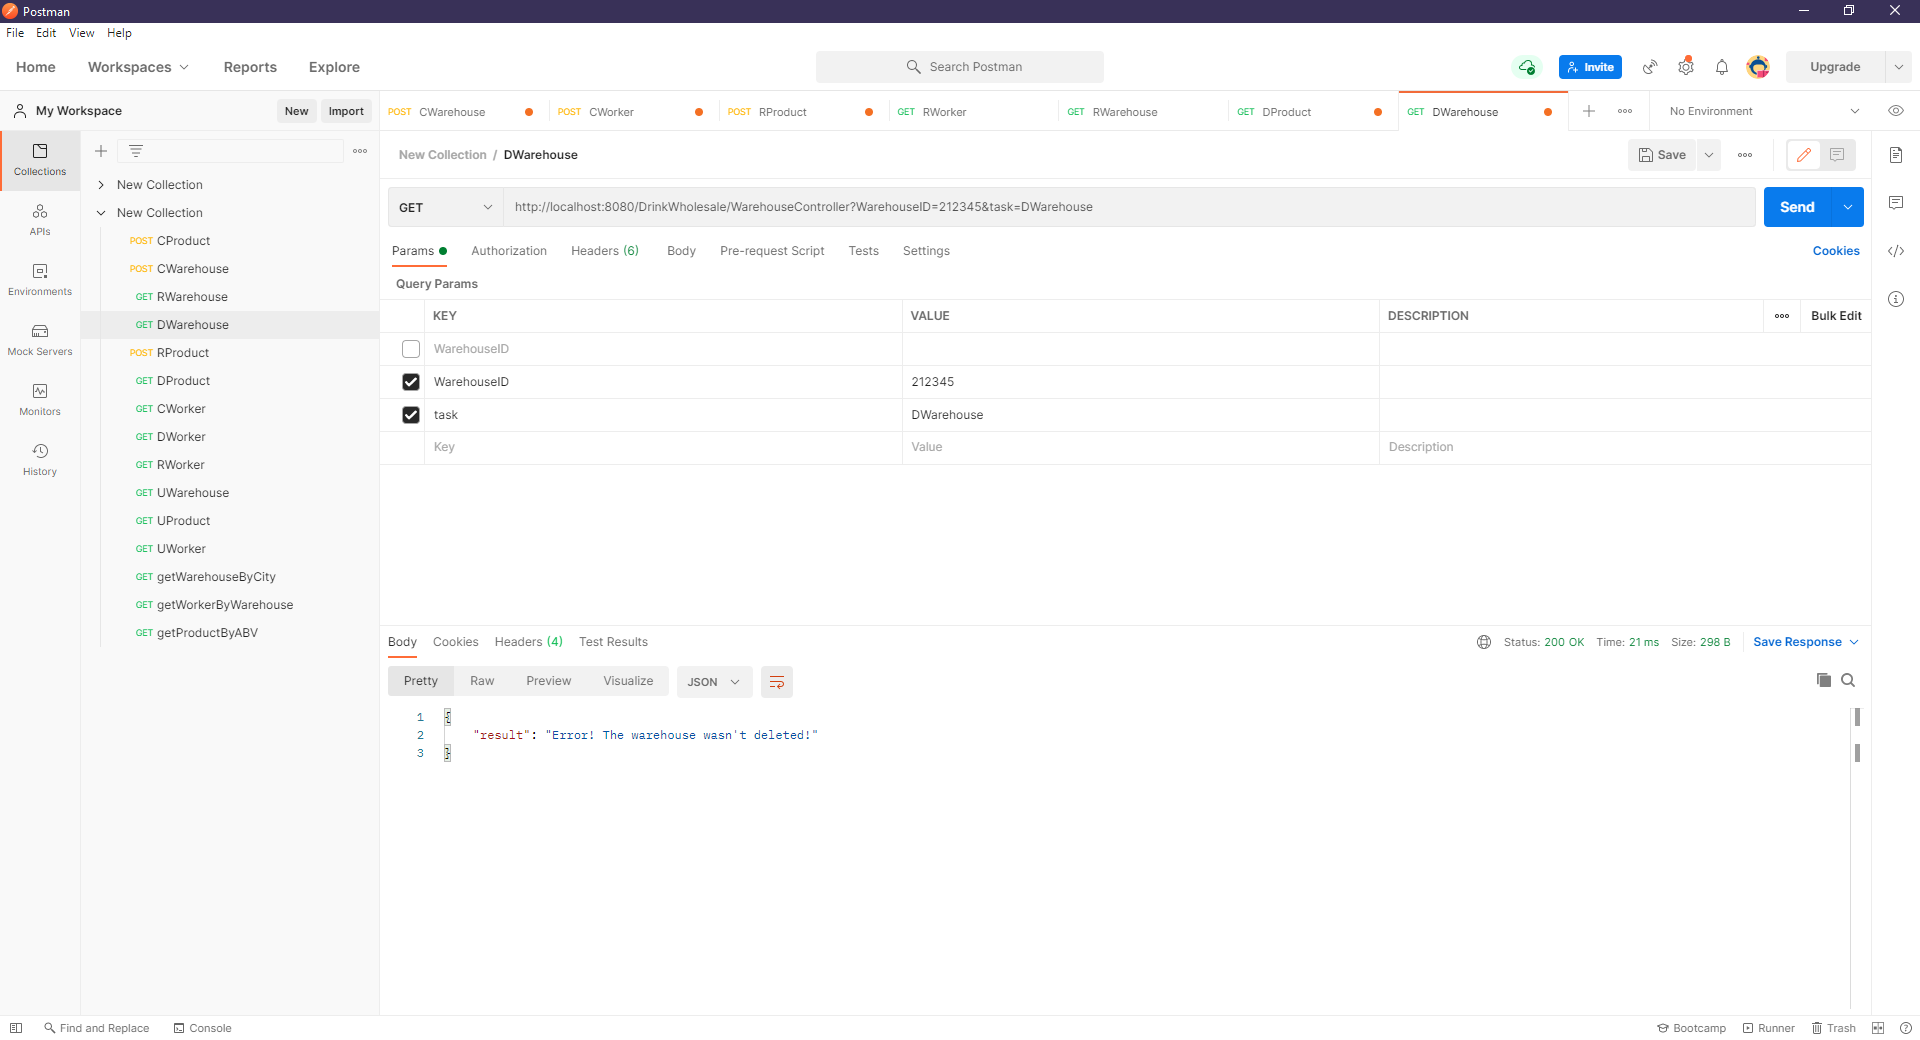 Postman
File Edit View Help
Home Workspaces Reports Explore Search Postman Invite Upgrade
My Workspace New Import
POST CWarehouse POST CWorker POST RProduct GET RWorker GET RWarehouse GET DProduct GET DWarehouse No Environment
Collections
APIs
Environments
Mock Servers
Monitors
History
New Collection
New Collection
POST CProduct
POST CWarehouse
GET RWarehouse
GET DWarehouse
POST RProduct
GET DProduct
GET CWorker
GET DWorker
GET RWorker
GET UWarehouse
GET UProduct
GET UWorker
GET getWarehouseByCity
GET getWorkerByWarehouse
GET getProductByABV
New Collection / DWarehouse Save
GET http://localhost:8080/DrinkWholesale/WarehouseController?WarehouseID=212345&task=DWarehouse Send
Params Authorization Headers (6) Body Pre-request Script Tests Settings Cookies
Query Params
KEY VALUE DESCRIPTION Bulk Edit
WarehouseID
WarehouseID 212345
task DWarehouse
Key Value Description
Body Cookies Headers (4) Test Results Status: 200 OK Time: 21 ms Size: 298 B Save Response
Pretty Raw Preview Visualize JSON
1 {
2 "result": "Error! The warehouse wasn't deleted!"
3 }
Find and Replace Console Bootcamp Runner Trash